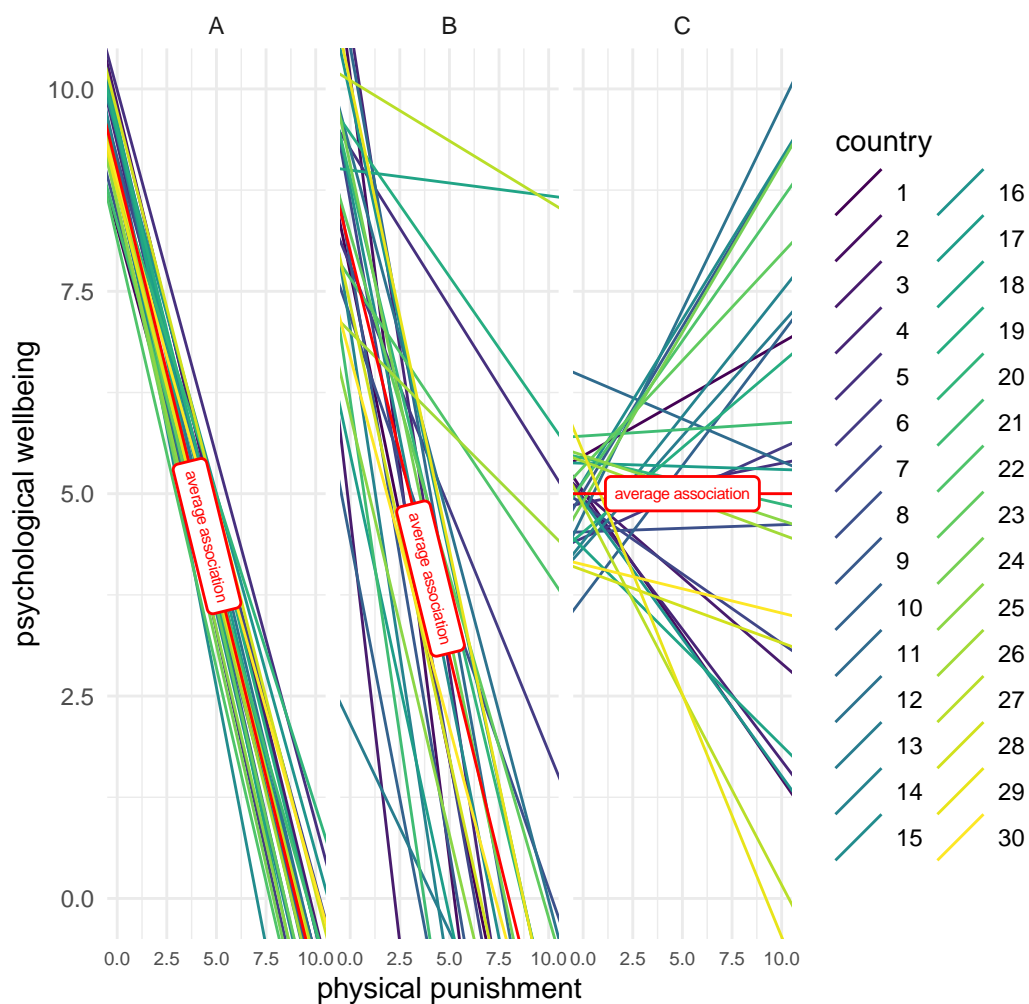 A B C
psychological wellbeing
10.0
7.5
5.0
2.5
0.0
average association
average association
average association
0.0 2.5 5.0 7.5 10.0 0.0 2.5 5.0 7.5 10.0 0.0 2.5 5.0 7.5 10.0
physical punishment
country
1 16
2 17
3 18
4 19
5 20
6 21
7 22
8 23
9 24
10 25
11 26
12 27
13 28
14 29
15 30